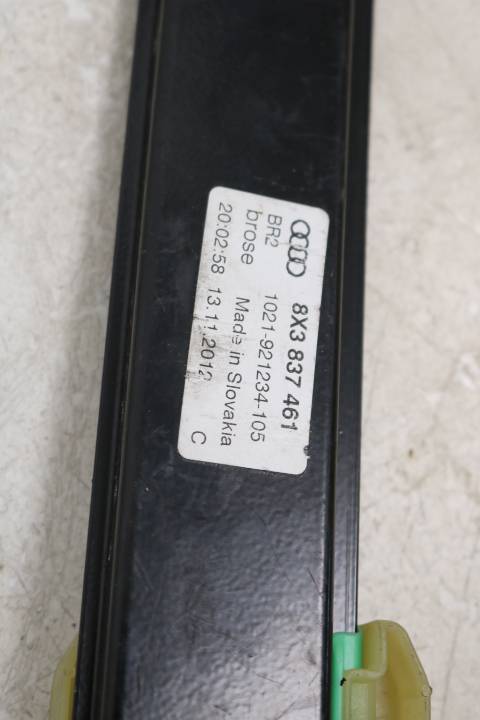 8X3 837 461
BR2 1021-921234-105
brose Made in Slovakia
20:02:58 13.11.2012 C